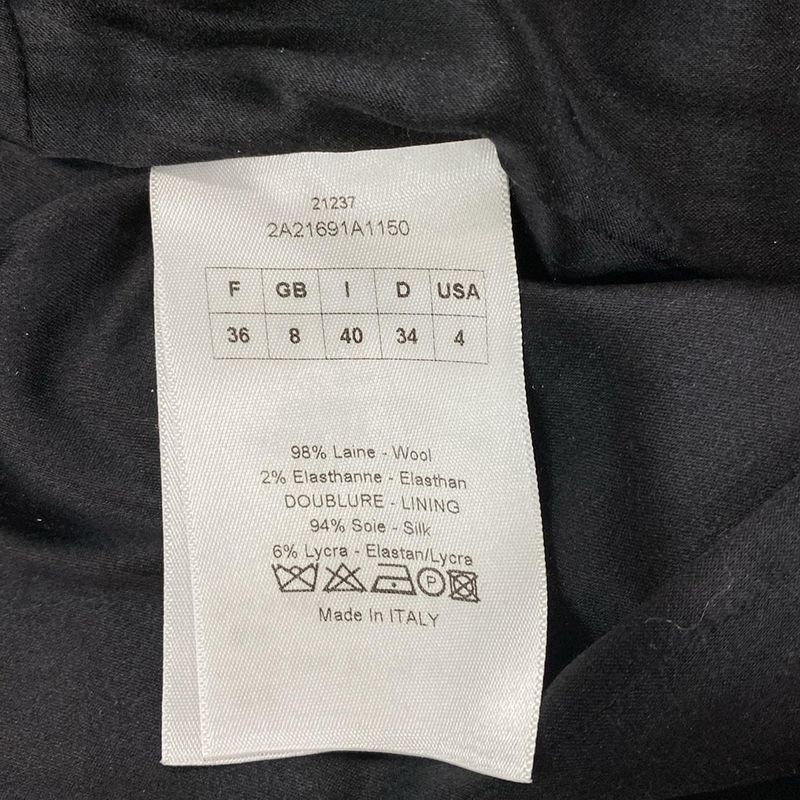 21237
2A21691A1150
F GB I D USA
36 8 40 34 4
98% Laine - Wool
2% Elasthanne - Elasthan
DOUBLURE - LINING
94% Soie - Silk
6% Lycra - Elastan/Lycra
P
Made In ITALY